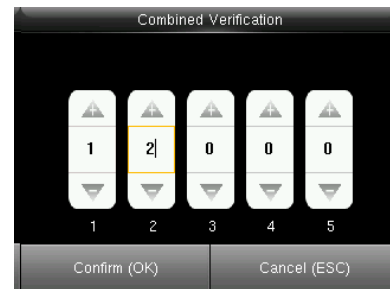 Combined Verification
1 2 0 0 0
1 2 3 4 5
Confirm (OK) Cancel (ESC)